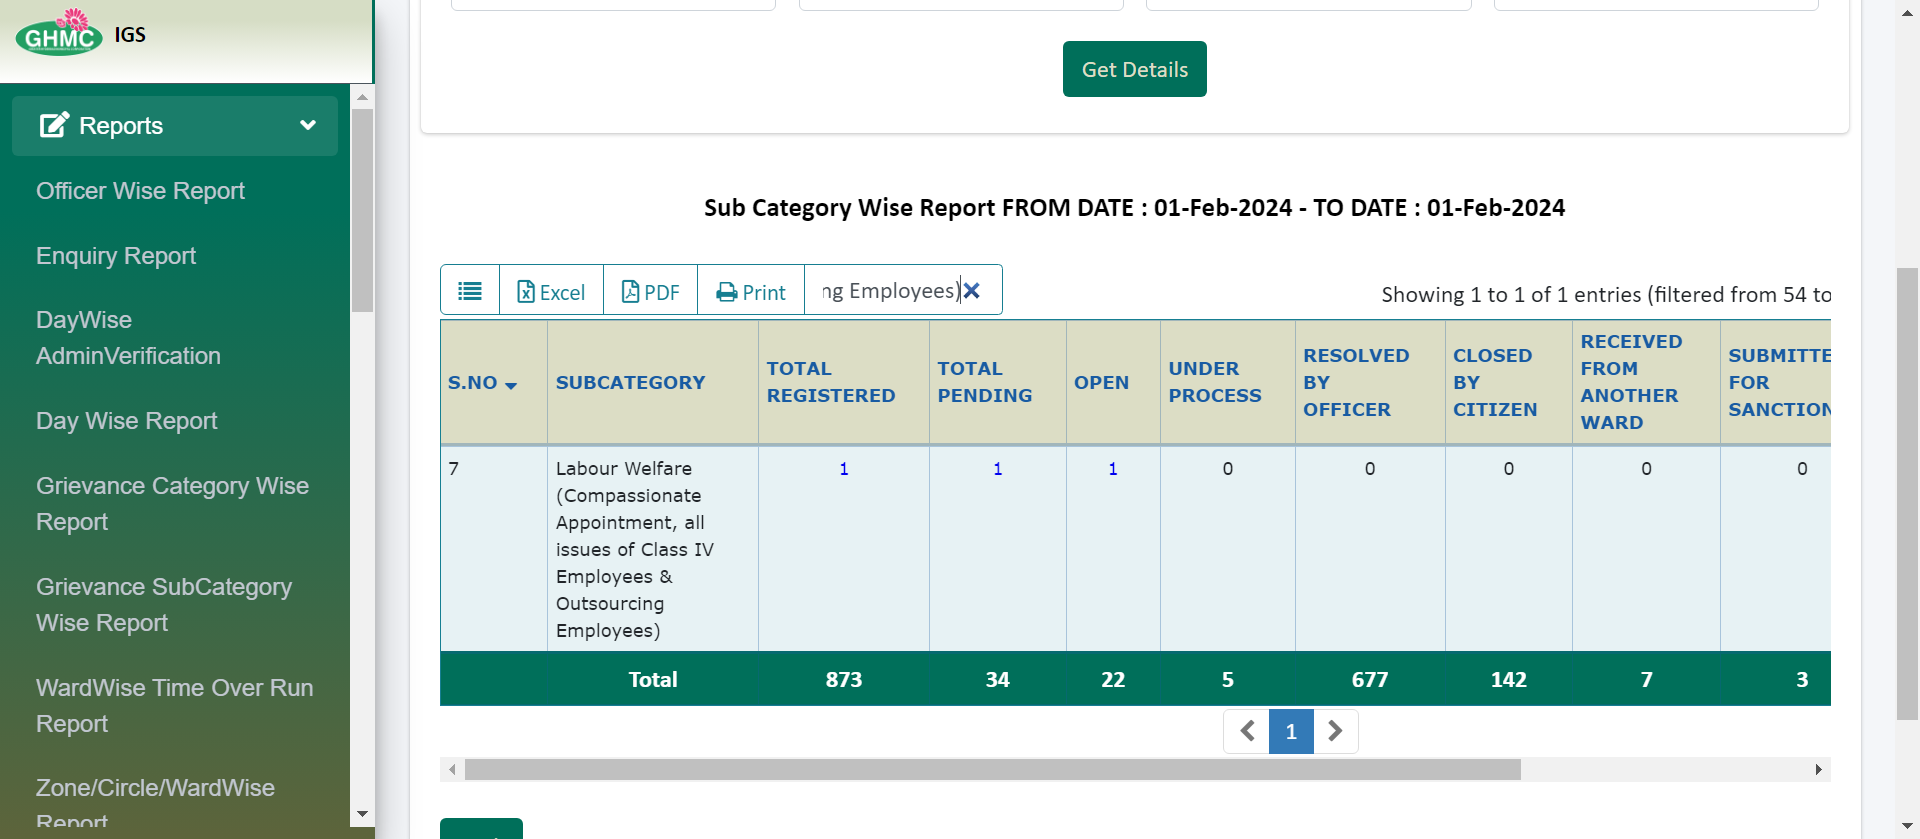 GHMC IGS
Reports
Officer Wise Report
Enquiry Report
DayWise
AdminVerification
Day Wise Report
Grievance Category Wise
Report
Grievance SubCategory
Wise Report
WardWise Time Over Run
Report
Zone/Circle/WardWise
Report
Get Details
Sub Category Wise Report FROM DATE : 01-Feb-2024 - TO DATE : 01-Feb-2024
Excel PDF Print ng Employees)
Showing 1 to 1 of 1 entries (filtered from 54 to
S.NO
SUBCATEGORY
TOTAL
REGISTERED
TOTAL
PENDING
OPEN
UNDER
PROCESS
RESOLVED
BY
OFFICER
CLOSED
BY
CITIZEN
RECEIVED
FROM
ANOTHER
WARD
SUBMITTE
FOR
SANCTION
7
Labour Welfare
(Compassionate
Appointment, all
issues of Class IV
Employees &
Outsourcing
Employees)
1 1 1 0 0 0 0 0
Total 873 34 22 5 677 142 7 3
1